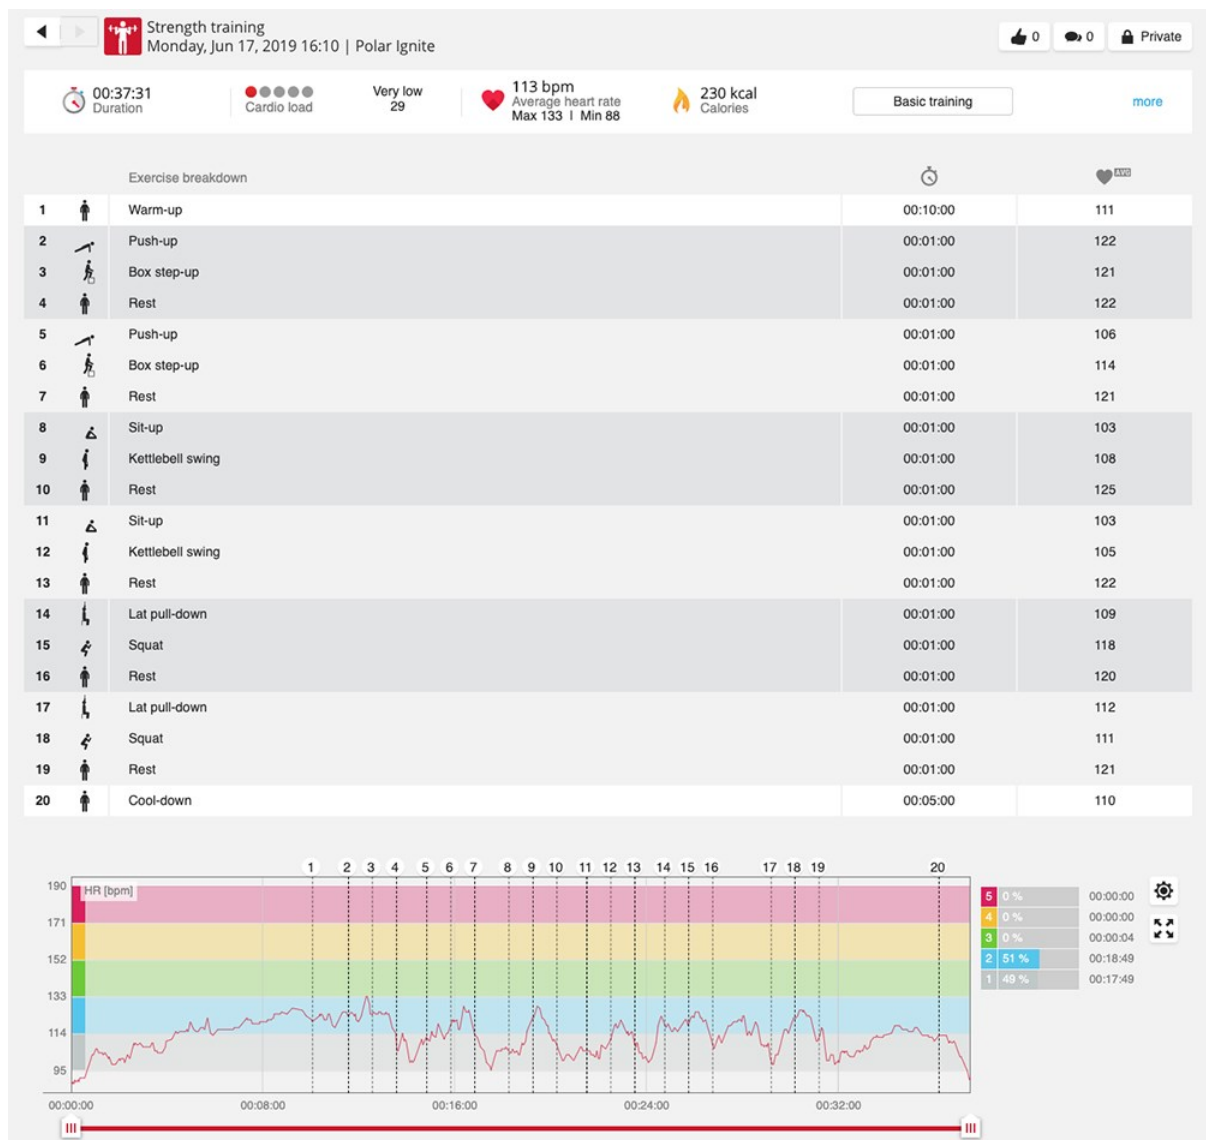 Strength training
Monday, Jun 17, 2019 16:10 | Polar Ignite
0 0 Private
00:37:31
Duration
Cardio load
Very low
29
113 bpm
Average heart rate
Max 133 | Min 88
230 kcal
Calories
Basic training
more
Exercise breakdown AVG
1 Warm-up 00:10:00 111
2 Push-up 00:01:00 122
3 Box step-up 00:01:00 121
4 Rest 00:01:00 122
5 Push-up 00:01:00 106
6 Box step-up 00:01:00 114
7 Rest 00:01:00 121
8 Sit-up 00:01:00 103
9 Kettlebell swing 00:01:00 108
10 Rest 00:01:00 125
11 Sit-up 00:01:00 103
12 Kettlebell swing 00:01:00 105
13 Rest 00:01:00 122
14 Lat pull-down 00:01:00 109
15 Squat 00:01:00 118
16 Rest 00:01:00 120
17 Lat pull-down 00:01:00 112
18 Squat 00:01:00 111
19 Rest 00:01:00 121
20 Cool-down 00:05:00 110
1 2 3 4 5 6 7 8 9 10 11 12 13 14 15 16 17 18 19 20
HR [bpm]
190
171
152
133
114
95
00:00:00 00:08:00 00:16:00 00:24:00 00:32:00
5 0 % 00:00:00
4 0 % 00:00:00
3 0 % 00:00:04
2 51 % 00:18:49
1 49 % 00:17:49